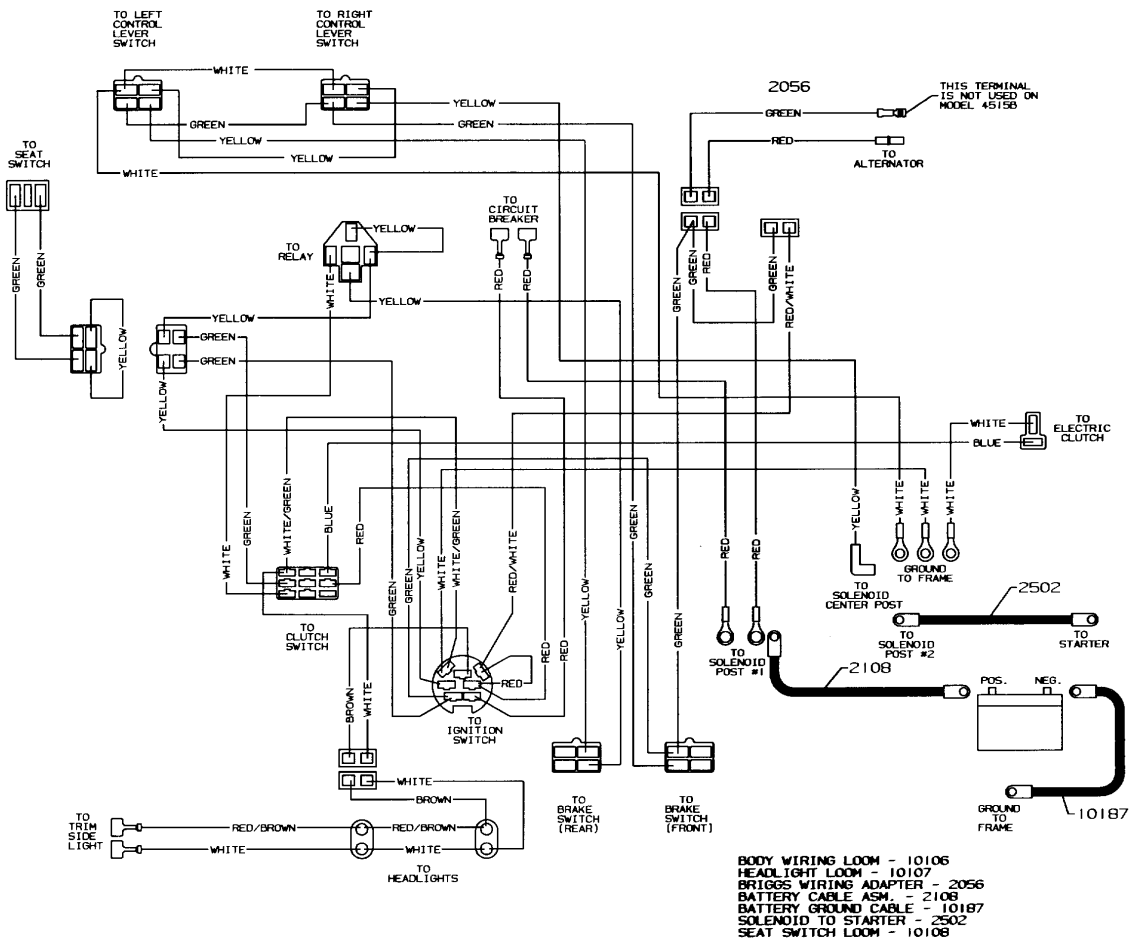 TO LEFT
CONTROL
LEVER
SWITCH
TO RIGHT
CONTROL
LEVER
SWITCH
WHITE
2056
THIS TERMINAL
IS NOT USED ON
MODEL 4515B
YELLOW
GREEN
GREEN
GREEN
YELLOW
RED
TO
ALTERNATOR
YELLOW
WHITE
TO
SEAT
SWITCH
TO
CIRCUIT
BREAKER
TO
RELAY
YELLOW
GREEN
GREEN
WHITE
RED
RED
GREEN
GREEN
RED
GREEN
RED/WHITE
YELLOW
YELLOW
YELLOW
GREEN
GREEN
YELLOW
WHITE
BLUE
TO
ELECTRIC
CLUTCH
WHITE/GREEN
GREEN
BLUE
RED
WHITE
YELLOW
GREEN
WHITE
WHITE/GREEN
RED/WHITE
GREEN
GREEN
YELLOW
WHITE
WHITE
WHITE
RED
RED
GROUND
TO FRAME
TO
SOLENOID
CENTER POST
2502
TO
SOLENOID
POST #2
TO
STARTER
TO
CLUTCH
SWITCH
GREEN
RED
RED
YELLOW
GREEN
TO
SOLENOID
POST #1
2108
POS.
NEG.
BROWN
WHITE
RED
TO
IGNITION
SWITCH
WHITE
BROWN
TO
BRAKE
SWITCH
(REAR)
TO
BRAKE
SWITCH
(FRONT)
GROUND
TO
FRAME
10187
TO
TRIM
SIDE
LIGHT
RED/BROWN
RED/BROWN
WHITE
WHITE
TO
HEADLIGHTS
BODY WIRING LOOM - 10106
HEADLIGHT LOOM - 10107
BRIGGS WIRING ADAPTER - 2056
BATTERY CABLE ASM. - 2108
BATTERY GROUND CABLE - 10187
SOLENOID TO STARTER - 2502
SEAT SWITCH LOOM - 10108